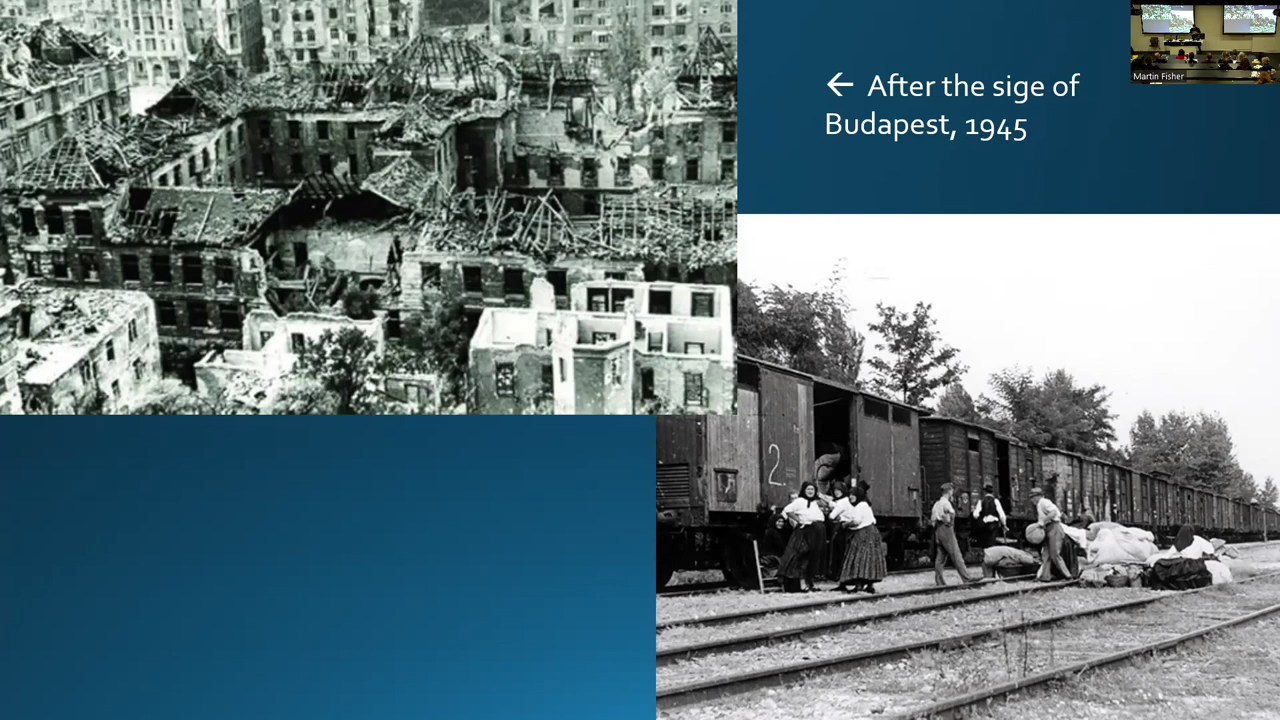 ← After the sige of
Budapest, 1945
Martin Fisher
2.